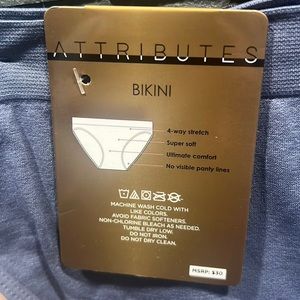 ATTRIBUTES
BIKINI
4-way stretch
Super soft
Ultimate comfort
No visible panty lines
MACHINE WASH COLD WITH
LIKE COLORS.
AVOID FABRIC SOFTENERS.
NON-CHLORINE BLEACH AS NEEDED.
TUMBLE DRY LOW.
DO NOT IRON.
DO NOT DRY CLEAN.
MSRP: $30